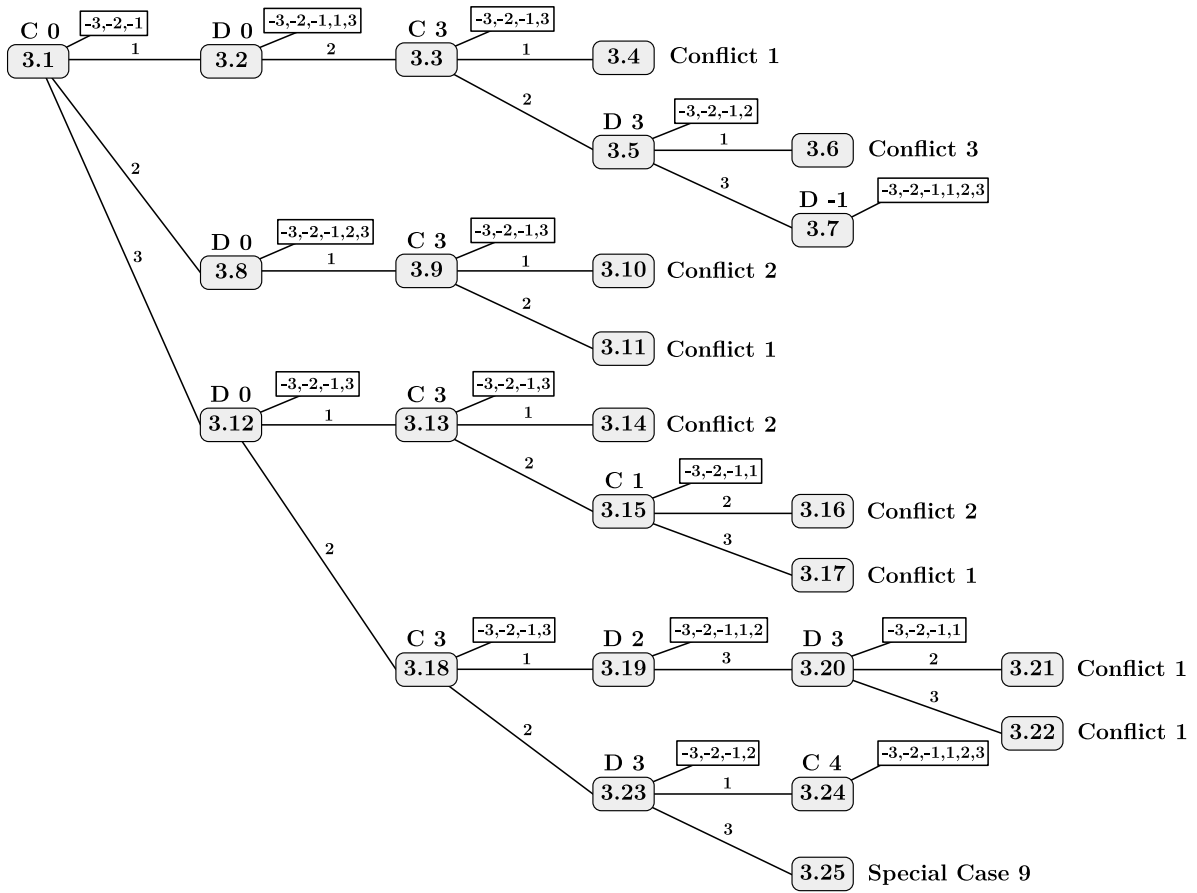 C 0
-3,-2,-1
3.1
1
D 0
-3,-2,-1,1,3
3.2
2
C 3
-3,-2,-1,3
3.3
1
3.4
Conflict 1
2
D 3
-3,-2,-1,2
3.5
1
3.6
Conflict 3
3
D -1
-3,-2,-1,1,2,3
3.7
2
D 0
-3,-2,-1,2,3
3.8
1
C 3
-3,-2,-1,3
3.9
1
3.10
Conflict 2
2
3.11
Conflict 1
3
D 0
-3,-2,-1,3
3.12
1
C 3
-3,-2,-1,3
3.13
1
3.14
Conflict 2
2
C 1
-3,-2,-1,1
3.15
2
3.16
Conflict 2
3
3.17
Conflict 1
2
C 3
-3,-2,-1,3
3.18
1
D 2
-3,-2,-1,1,2
3.19
3
D 3
-3,-2,-1,1
3.20
2
3.21
Conflict 1
3
3.22
Conflict 1
2
D 3
-3,-2,-1,2
3.23
1
C 4
-3,-2,-1,1,2,3
3.24
3
3.25
Special Case 9